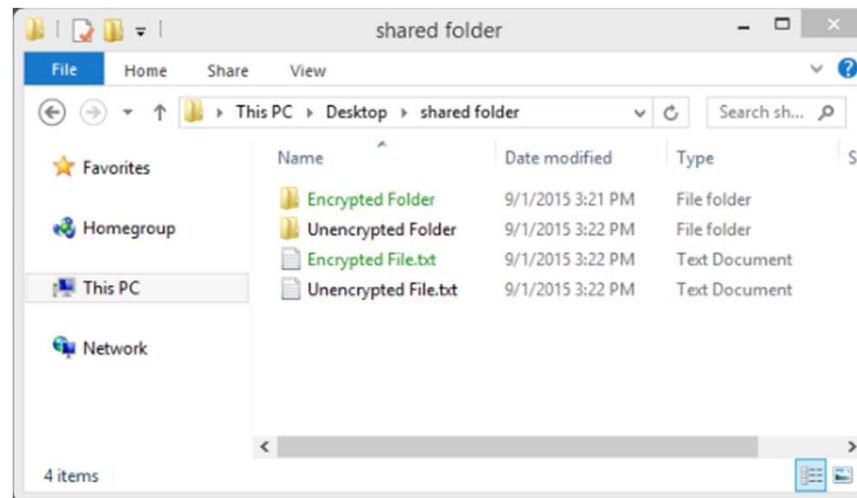 shared folder
File Home Share View
This PC Desktop shared folder Search sh...
Favorites
Homegroup
This PC
Network
Name Date modified Type S
Encrypted Folder 9/1/2015 3:21 PM File folder
Unencrypted Folder 9/1/2015 3:22 PM File folder
Encrypted File.txt 9/1/2015 3:22 PM Text Document
Unencrypted File.txt 9/1/2015 3:22 PM Text Document
4 items